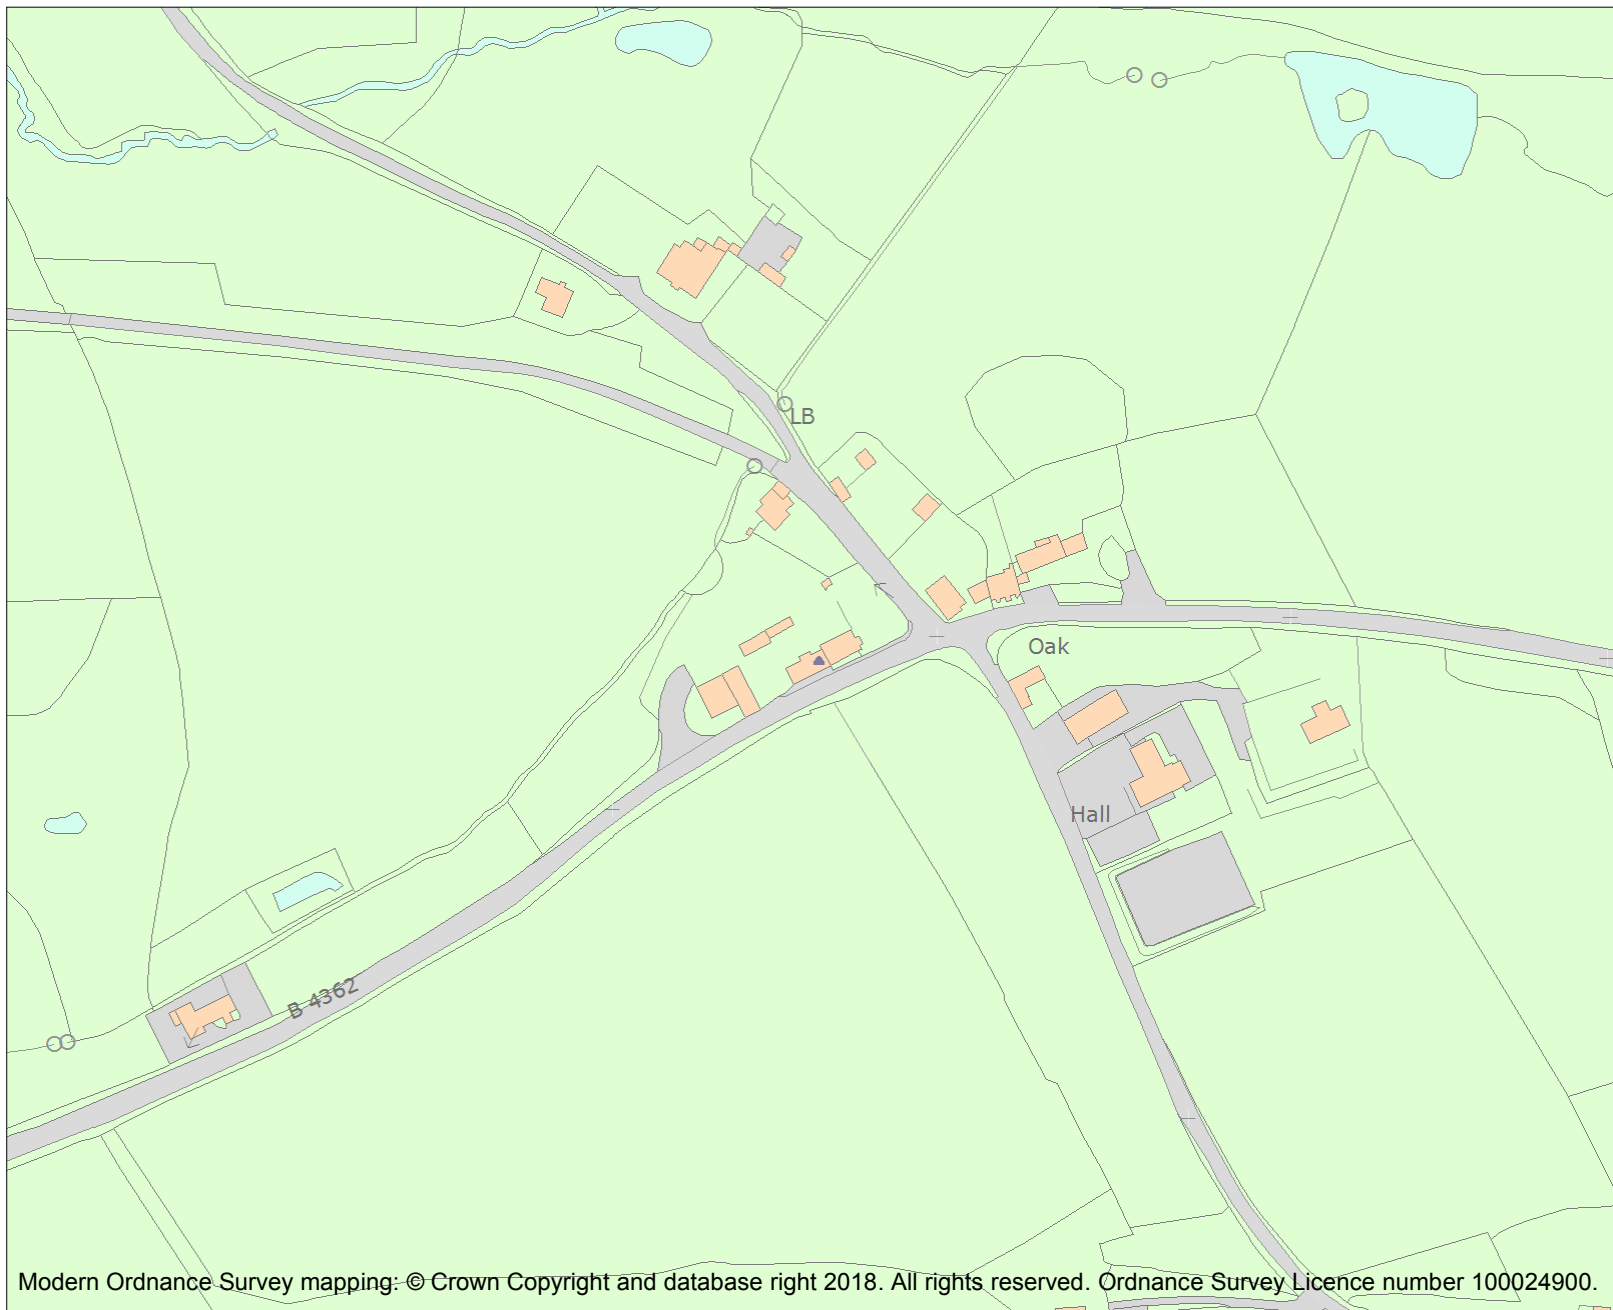 LB
Oak
Hall
B 4362
Modern Ordnance Survey mapping: © Crown Copyright and database right 2018. All rights reserved. Ordnance Survey Licence number 100024900.